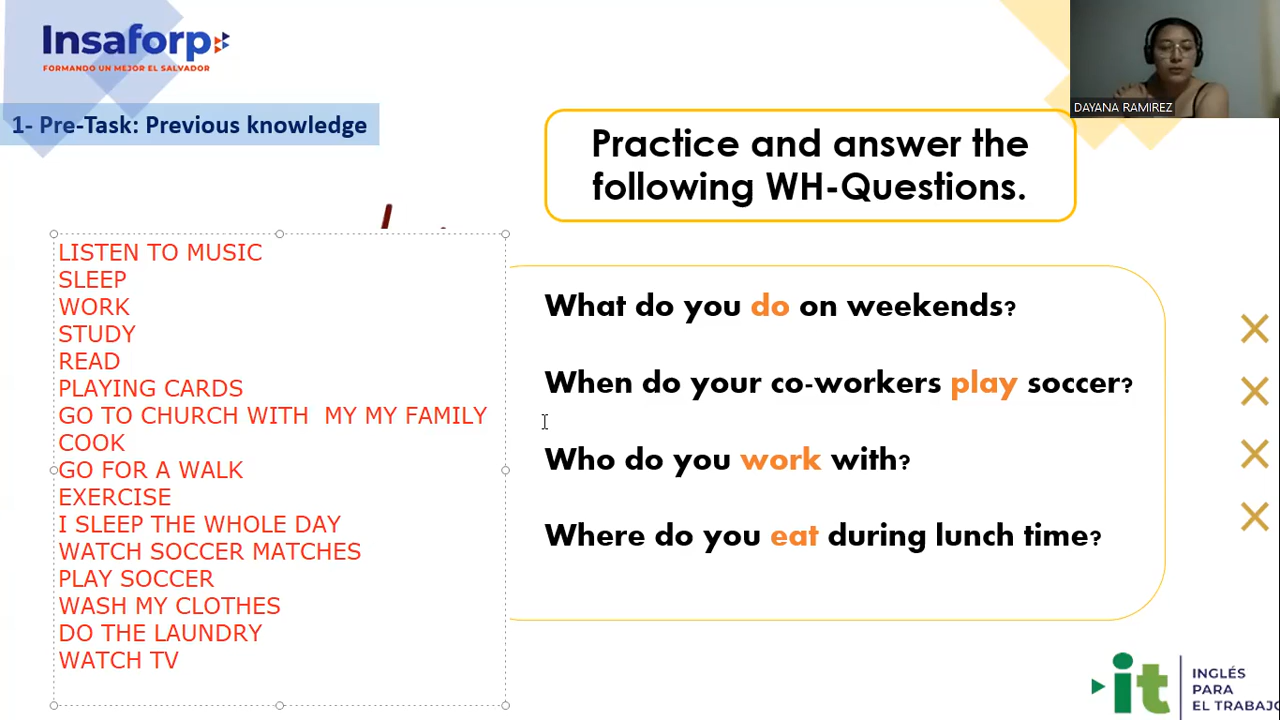 Insaforp
FORMANDO UN MEJOR EL SALVADOR
1- Pre-Task: Previous knowledge
DAYANA RAMIREZ
Practice and answer the
following WH-Questions.
LISTEN TO MUSIC
SLEEP
WORK
STUDY
READ
PLAYING CARDS
GO TO CHURCH WITH  MY MY FAMILY
COOK
GO FOR A WALK
EXERCISE
I SLEEP THE WHOLE DAY
WATCH SOCCER MATCHES
PLAY SOCCER
WASH MY CLOTHES
DO THE LAUNDRY
WATCH TV
What do you do on weekends?
When do your co-workers play soccer?
Who do you work with?
Where do you eat during lunch time?
it
INGLÉS
PARA
EL TRABAJO